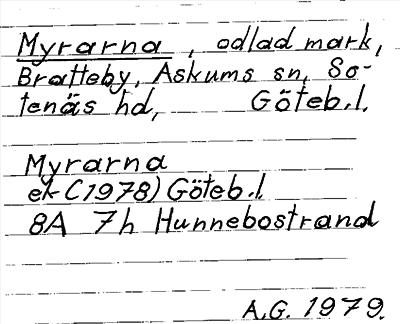 Myrarna, odlad mark,
Bratteby, Askums sn, So-
tenäs hd, Göteb.l.
Myrarna
ek (1978) Göteb.l.
8A 7h Hunnebostrand
A.G. 1979.